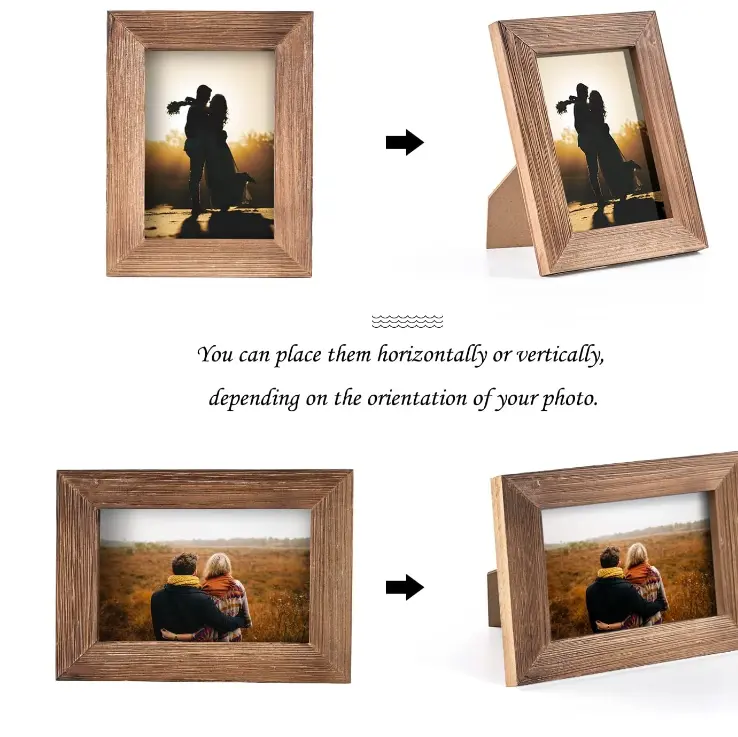 You can place them horizontally or vertically,
depending on the orientation of your photo.